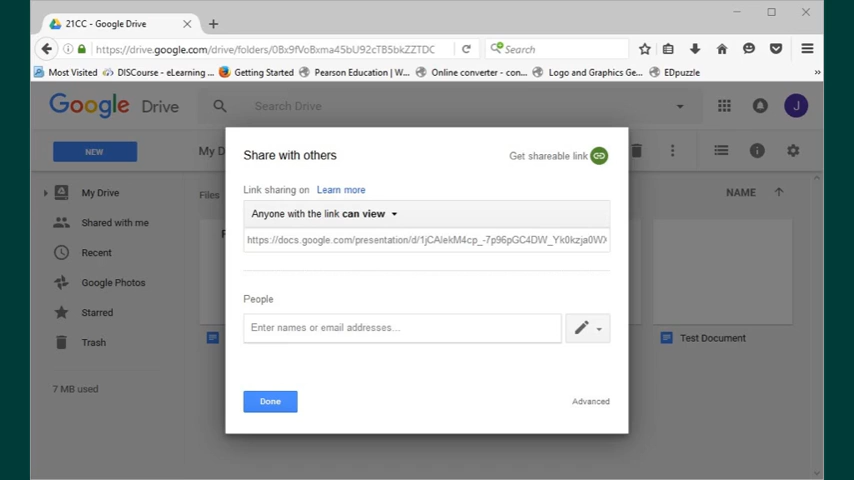 21CC - Google Drive
https://drive.google.com/drive/folders/0Bx9fVoBxma45bU92cTB5bkZZTDC
Search
Most Visited
DISCourse - eLearning ...
Getting Started
Pearson Education | W...
Online converter - con...
Logo and Graphics Ge...
EDpuzzle
»
Google Drive
Search Drive
J
NEW
My D
NAME
My Drive
Files
Shared with me
Recent
Google Photos
Starred
Trash
7 MB used
Test Document
Share with others
Get shareable link
Link sharing on Learn more
Anyone with the link can view
https://docs.google.com/presentation/d/1jCAlekM4cp_-7p96pGC4DW_Yk0kzja0WX
People
Enter names or email addresses...
Done
Advanced